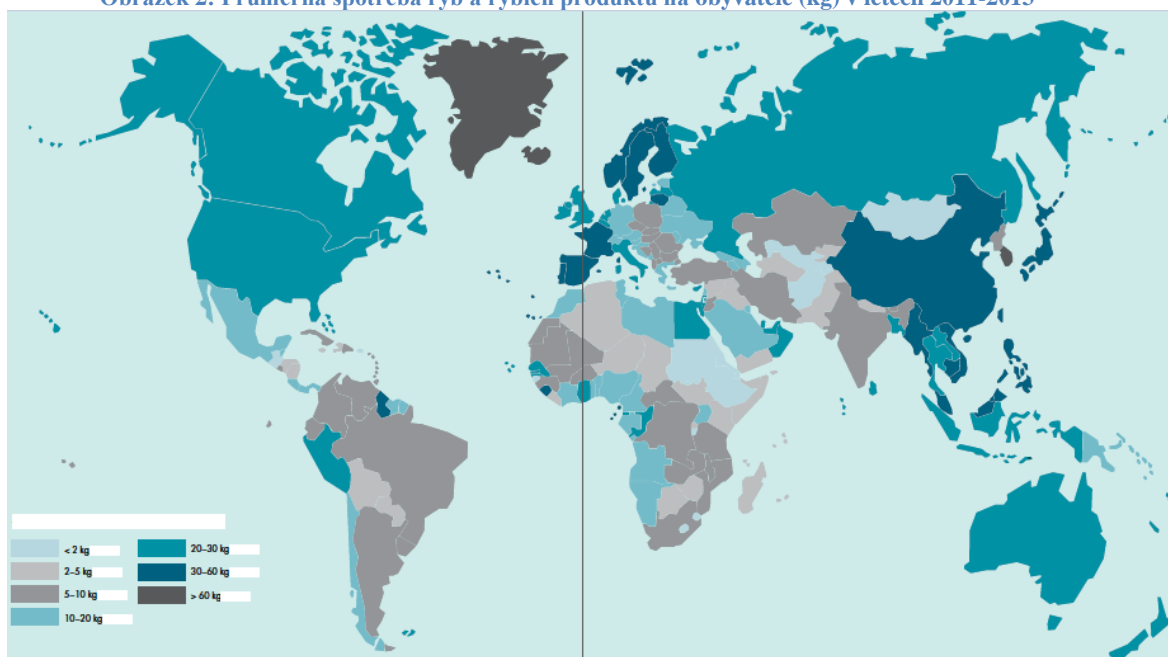 Obrázek 2: Průměrná spotřeba ryb a rybích produktů na obyvatele (kg) v letech
< 2 kg
2–5 kg
5–10 kg
10–20 kg
20–30 kg
30–60 kg
> 60 kg